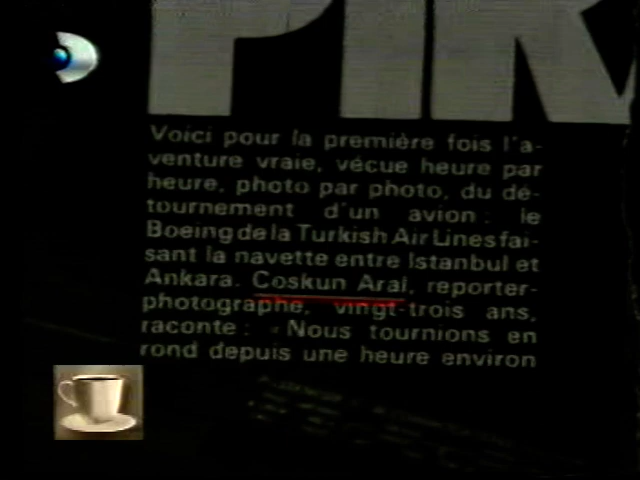 PIR
Voici pour la première fois l'a-
venture vraie, vécue heure par
heure, photo par photo, du dé-
tournement d'un avion : le
Boeing de la Turkish Air Lines fai-
sant la navette entre Istanbul et
Ankara. Coskun Aral, reporter-
photographe, vingt-trois ans,
raconte : « Nous tournions en
rond depuis une heure environ